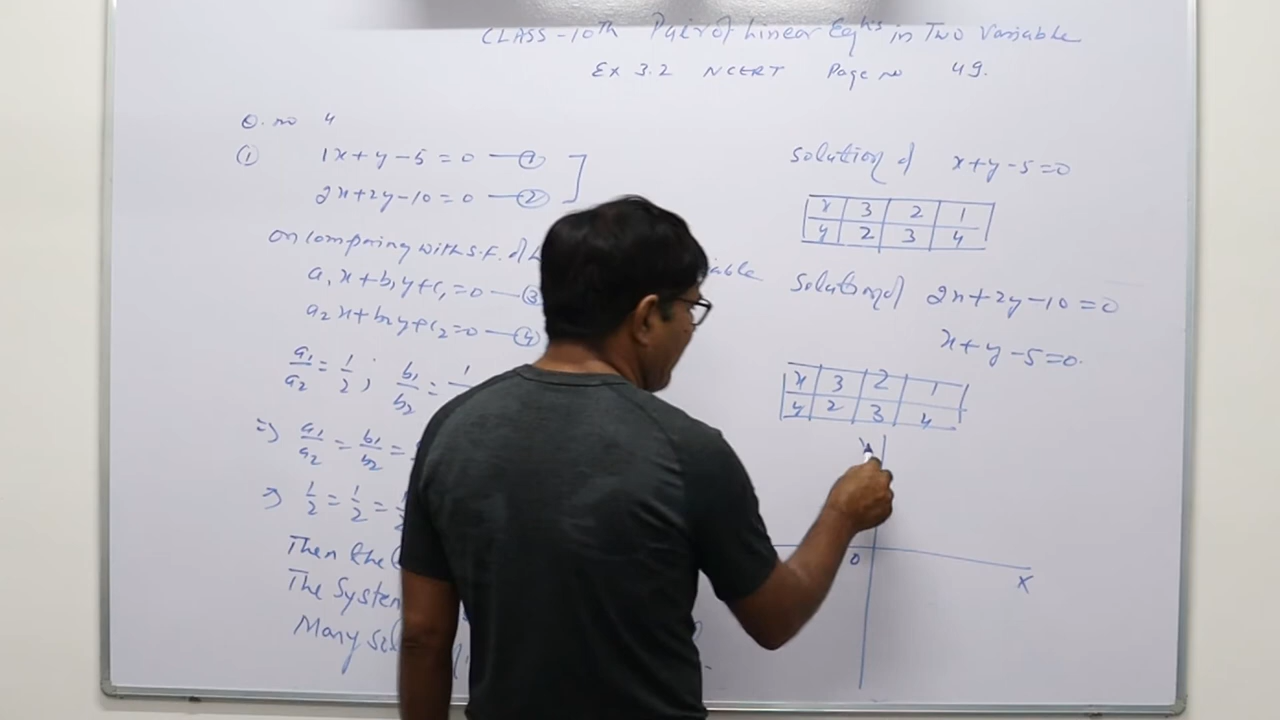 CLASS-10th Pair of Linear Eqns in Two Variable
Ex 3.2 NCERT Page no 49.
Q. no 4
① 1x+y-5=0 —①
2x+2y-10=0 —②
On comparing with S.F. of
a₁x+b₁y+c₁=0 —③
a₂x+b₂y+c₂=0 —④
a₁/a₂ = 1/2 ; b₁/b₂ = 1
⇒ a₁/a₂ = b₁/b₂ =
⇒ 1/2 = 1/2 = 1/2
Then the
The System
Many
solution of x+y-5=0
x 3 2 1
y 2 3 4
solution of 2x+2y-10=0
x+y-5=0.
x 3 2 1
y 2 3 4
0
X